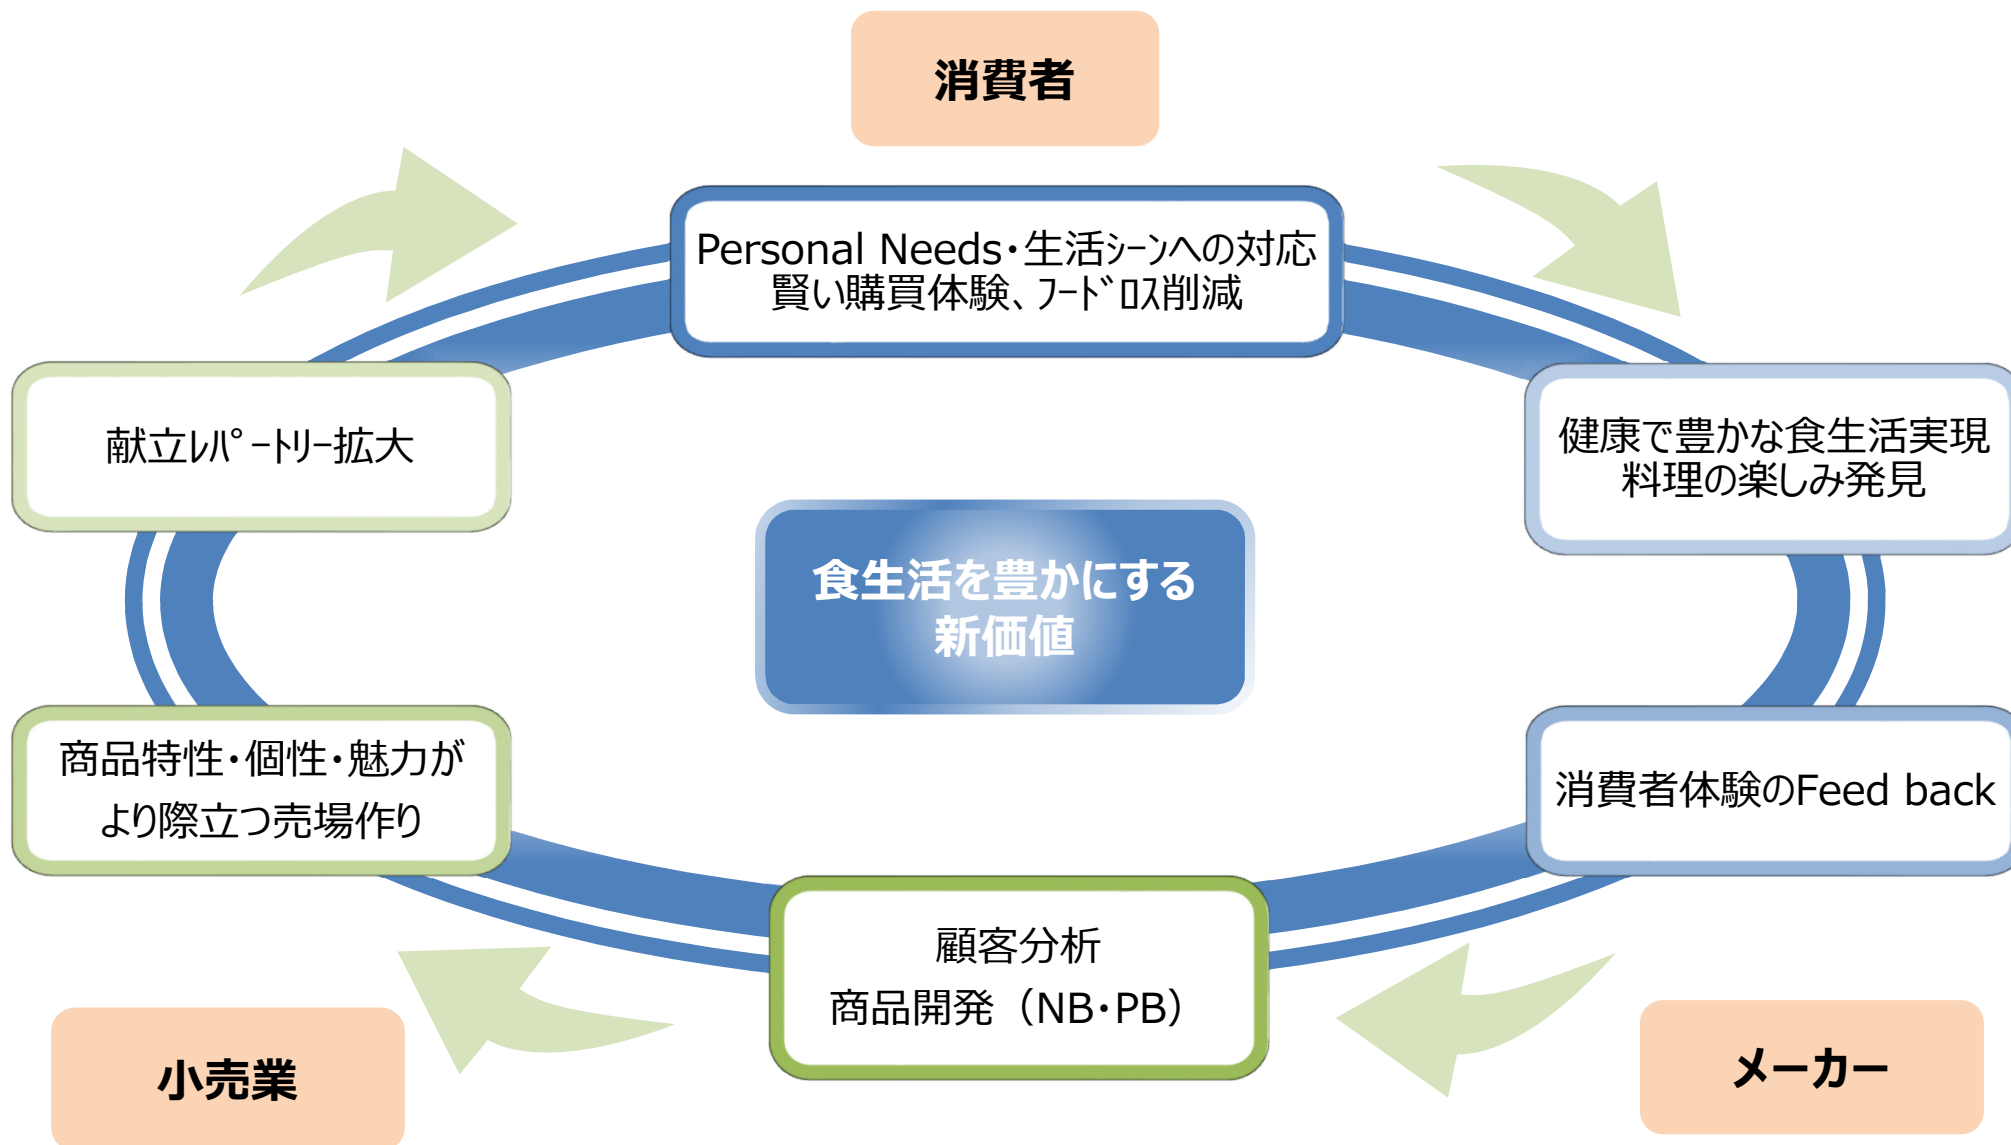 消費者
Personal Needs・生活ｼｰﾝへの対応
賢い購買体験、ﾌｰﾄﾞﾛｽ削減
献立ﾚﾊﾟｰﾄﾘｰ拡大
健康で豊かな食生活実現
料理の楽しみ発見
食生活を豊かにする
新価値
商品特性・個性・魅力が
より際立つ売場作り
消費者体験のFeed back
顧客分析
商品開発（NB・PB）
小売業
メーカー